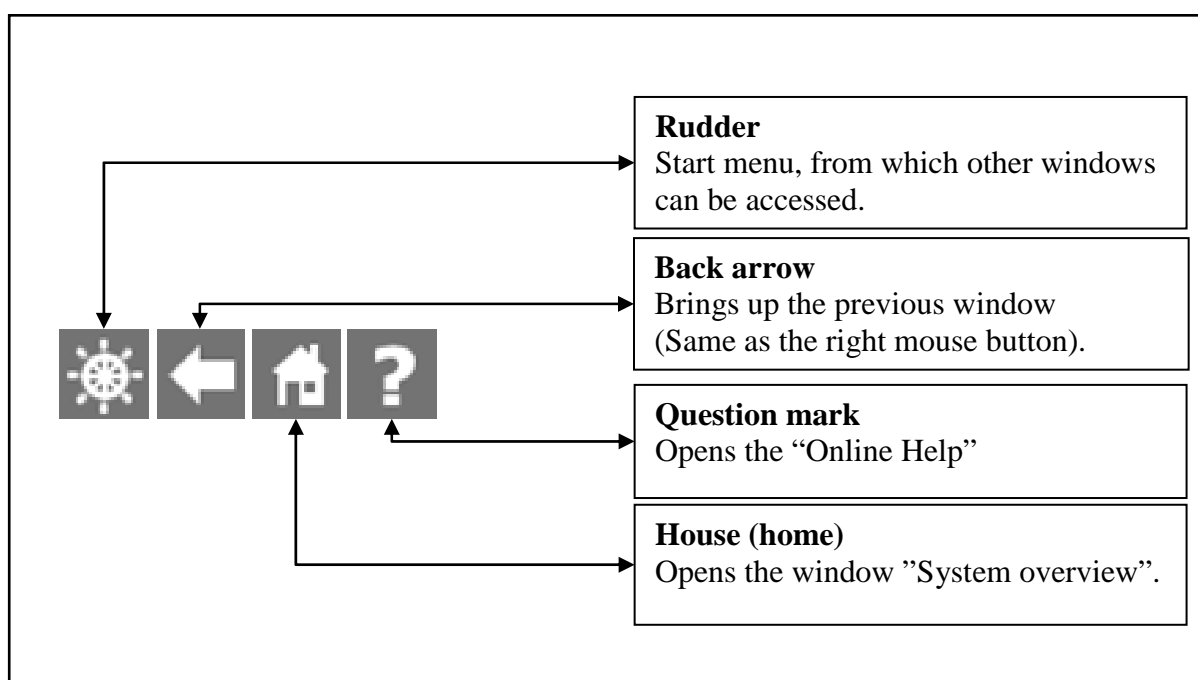 Rudder
Start menu, from which other windows
can be accessed.
Back arrow
Brings up the previous window
(Same as the right mouse button).
?
Question mark
Opens the “Online Help”
House (home)
Opens the window ”System overview”.